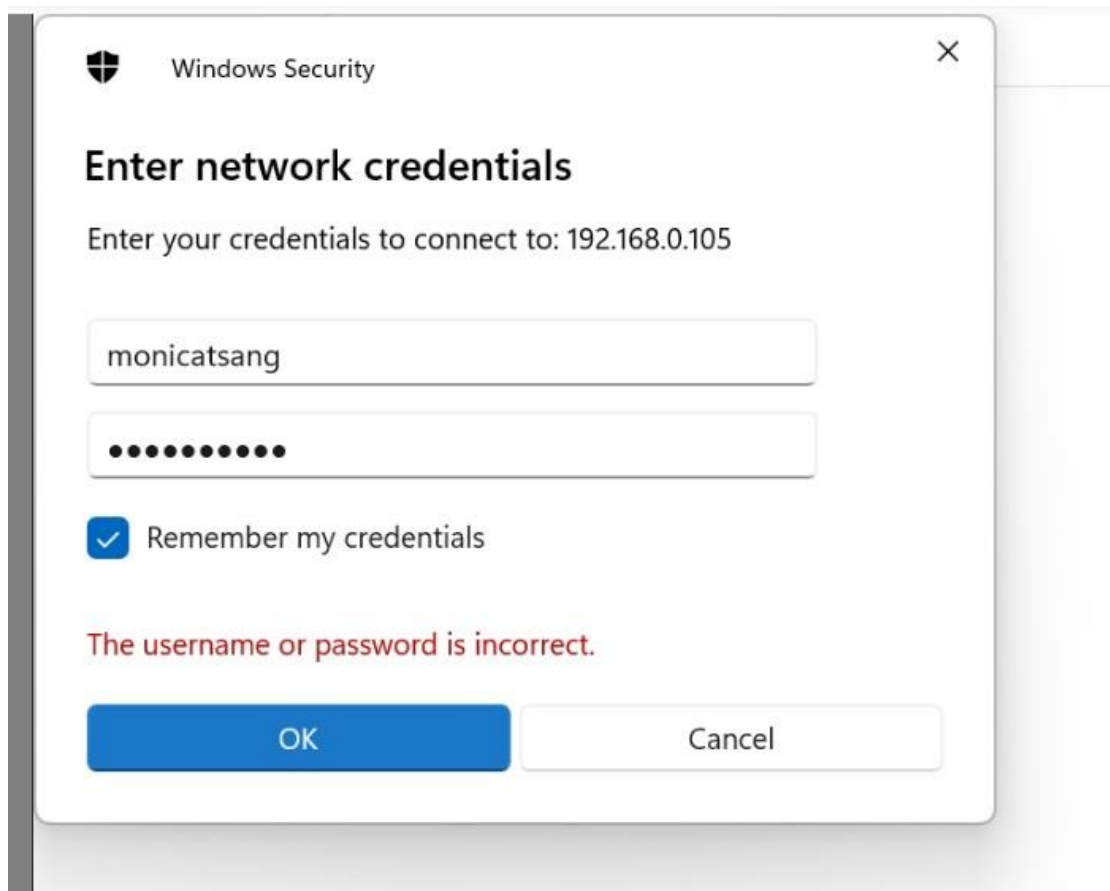 Windows Security
Enter network credentials
Enter your credentials to connect to: 192.168.0.105
monicatsang
••••••••••
Remember my credentials
The username or password is incorrect.
OK
Cancel